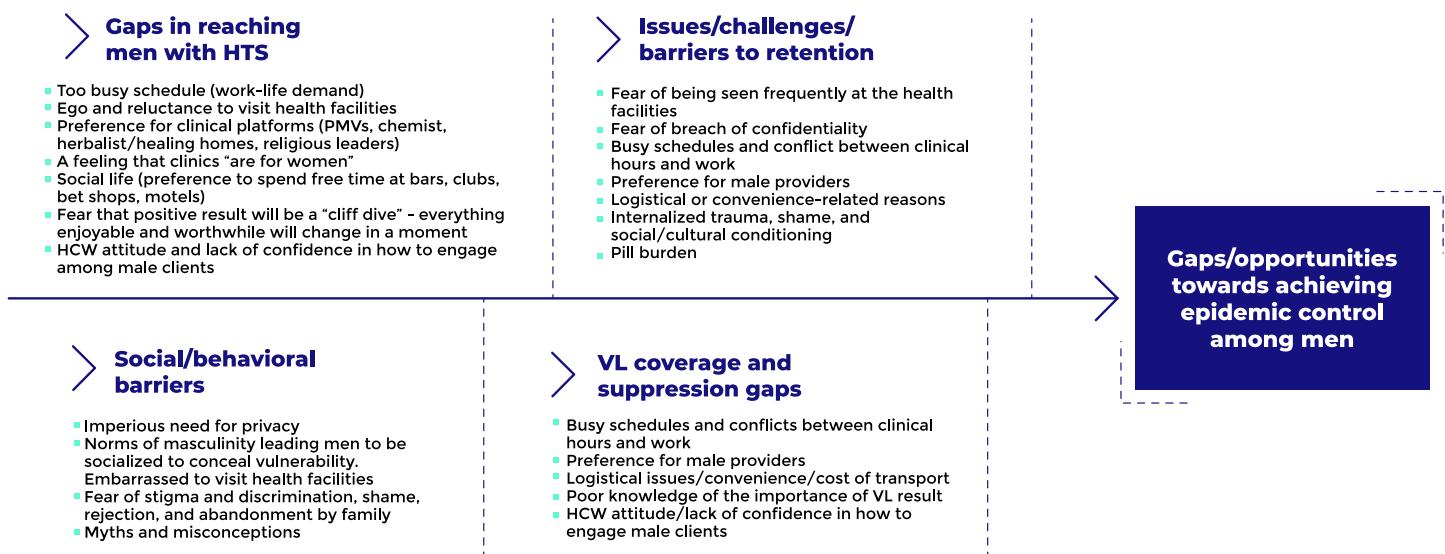 Gaps in reaching
men with HTS
Too busy schedule (work-life demand)
Ego and reluctance to visit health facilities
Preference for clinical platforms (PMVs, chemist,
herbalist/healing homes, religious leaders)
A feeling that clinics “are for women”
Social life (preference to spend free time at bars, clubs,
bet shops, motels)
Fear that positive result will be a “cliff dive” - everything
enjoyable and worthwhile will change in a moment
HCW attitude and lack of confidence in how to engage
among male clients
Issues/challenges/
barriers to retention
Fear of being seen frequently at the health
facilities
Fear of breach of confidentiality
Busy schedules and conflict between clinical
hours and work
Preference for male providers
Logistical or convenience-related reasons
Internalized trauma, shame, and
social/cultural conditioning
Pill burden
Social/behavioral
barriers
Imperious need for privacy
Norms of masculinity leading men to be
socialized to conceal vulnerability.
Embarrassed to visit health facilities
Fear of stigma and discrimination, shame,
rejection, and abandonment by family
Myths and misconceptions
VL coverage and
suppression gaps
Busy schedules and conflicts between clinical
hours and work
Preference for male providers
Logistical issues/convenience/cost of transport
Poor knowledge of the importance of VL result
HCW attitude/lack of confidence in how to
engage male clients
Gaps/opportunities
towards achieving
epidemic control
among men